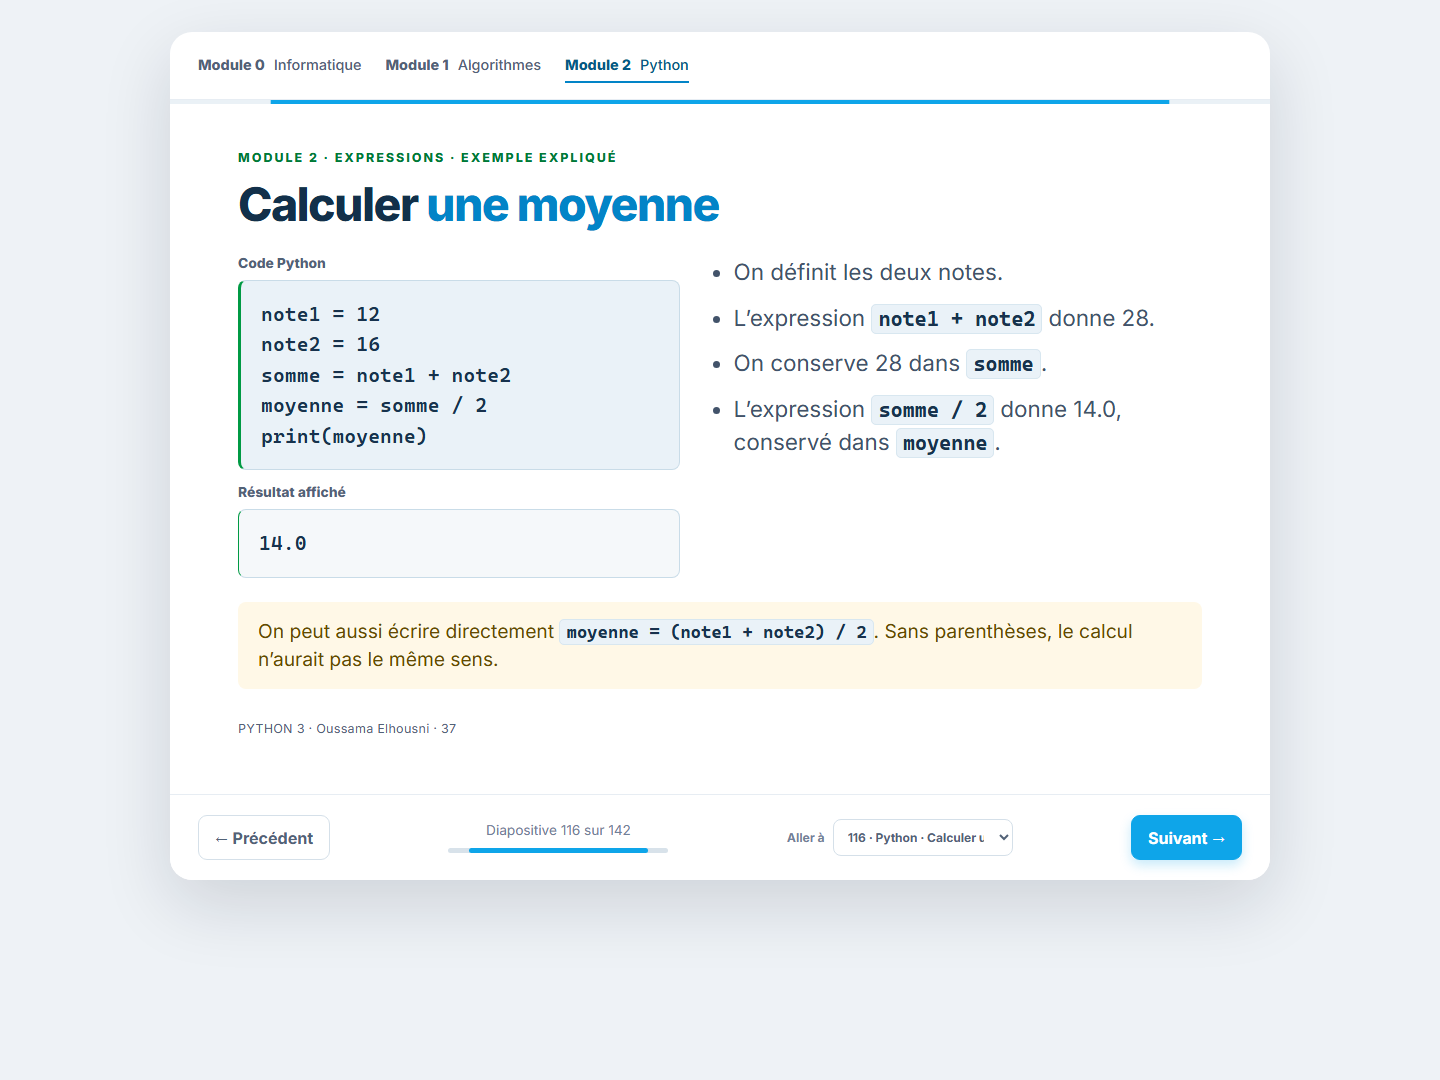 Module 0 Informatique Module 1 Algorithmes Module 2 Python
MODULE 2 · EXPRESSIONS · EXEMPLE EXPLIQUÉ
Calculer une moyenne
Code Python
note1 = 12
note2 = 16
somme = note1 + note2
moyenne = somme / 2
print(moyenne)
Résultat affiché
14.0
• On définit les deux notes.
• L’expression note1 + note2 donne 28.
• On conserve 28 dans somme.
• L’expression somme / 2 donne 14.0,
conservé dans moyenne.
On peut aussi écrire directement moyenne = (note1 + note2) / 2. Sans parenthèses, le calcul
n’aurait pas le même sens.
PYTHON 3 · Oussama Elhousni · 37
← Précédent
Diapositive 116 sur 142
Aller à 116 · Python · Calculer
Suivant →